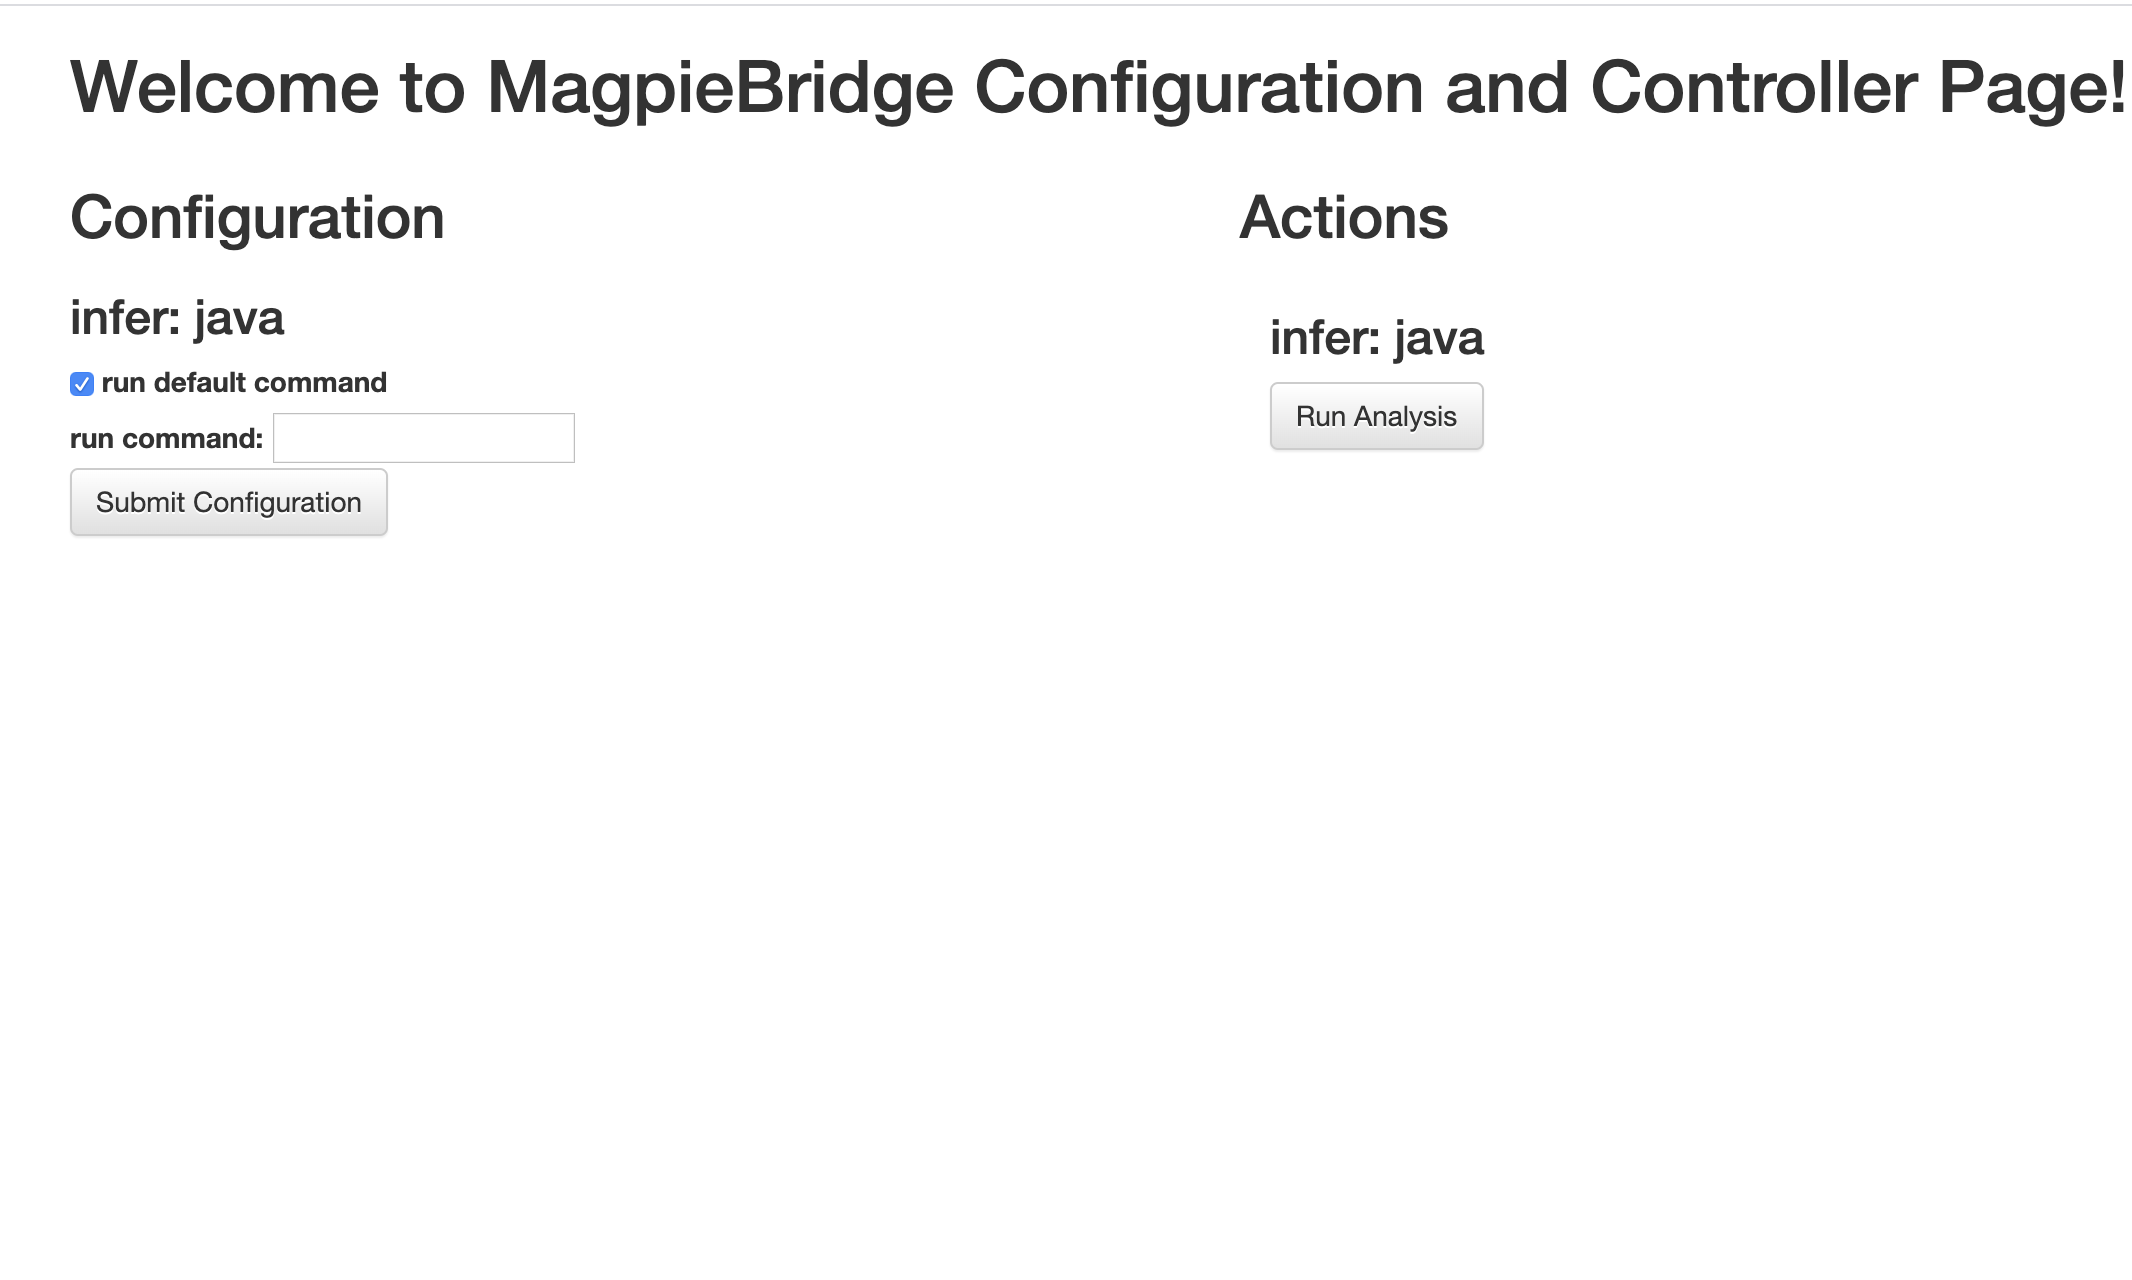 Welcome to MagpieBridge Configuration and Controller Page!
Configuration
infer: java
run default command
run command:
Submit Configuration
Actions
infer: java
Run Analysis